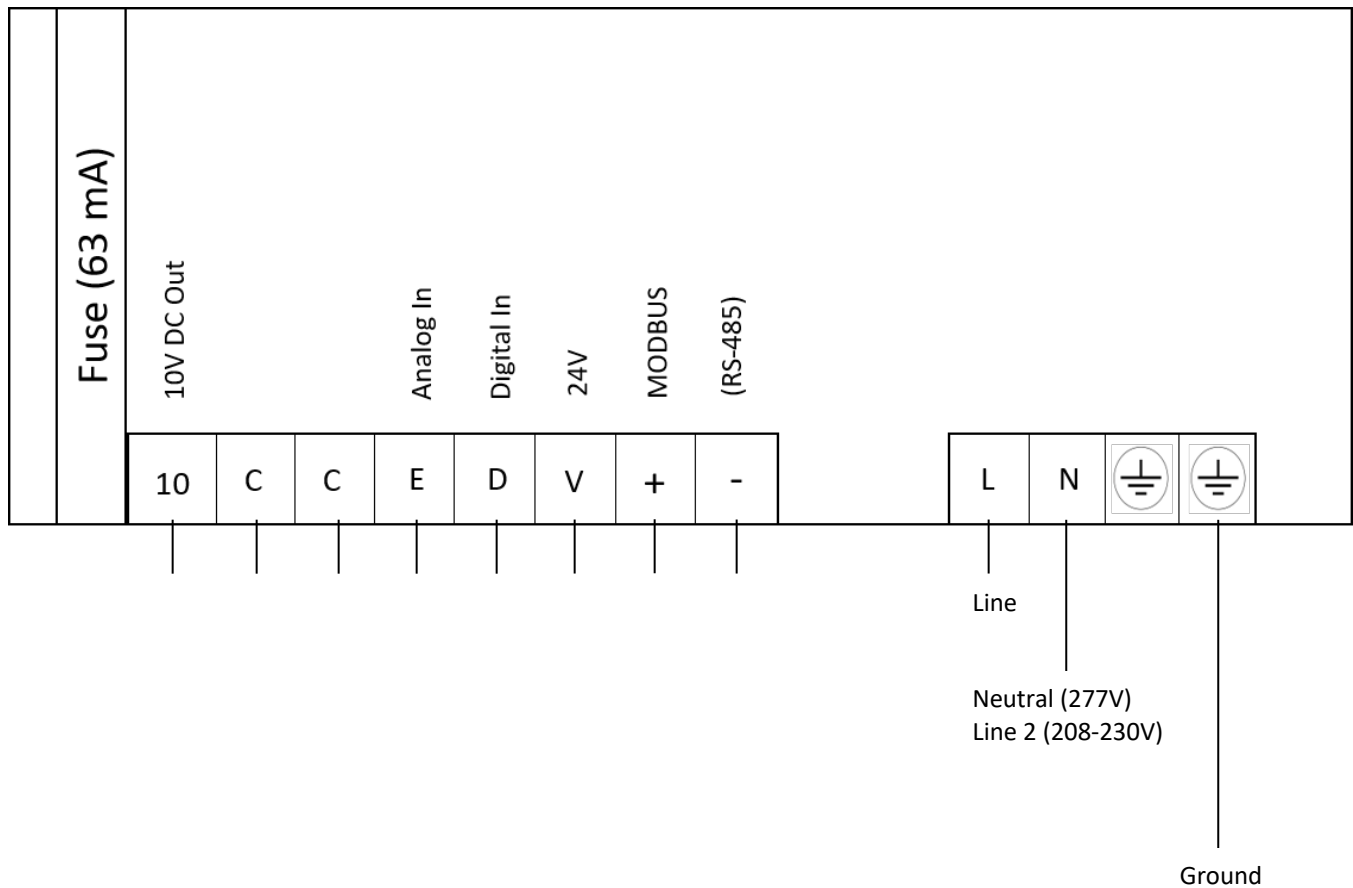 Fuse (63 mA)
10V DC Out
Analog In
Digital In
24V
MODBUS
(RS-485)
10 C C E D V + -
L N
Line
Neutral (277V)
Line 2 (208-230V)
Ground